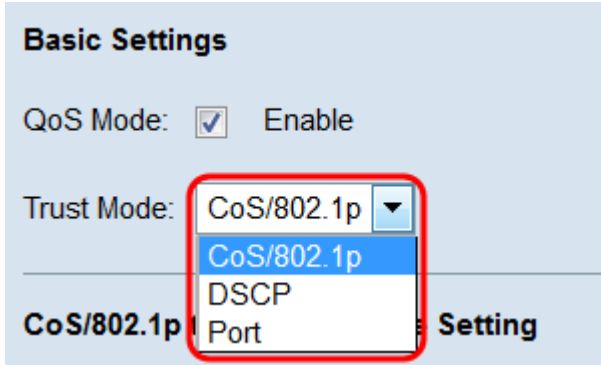 Basic Settings
QoS Mode: Enable
Trust Mode: CoS/802.1p
CoS/802.1p
DSCP
Port
CoS/802.1p Setting